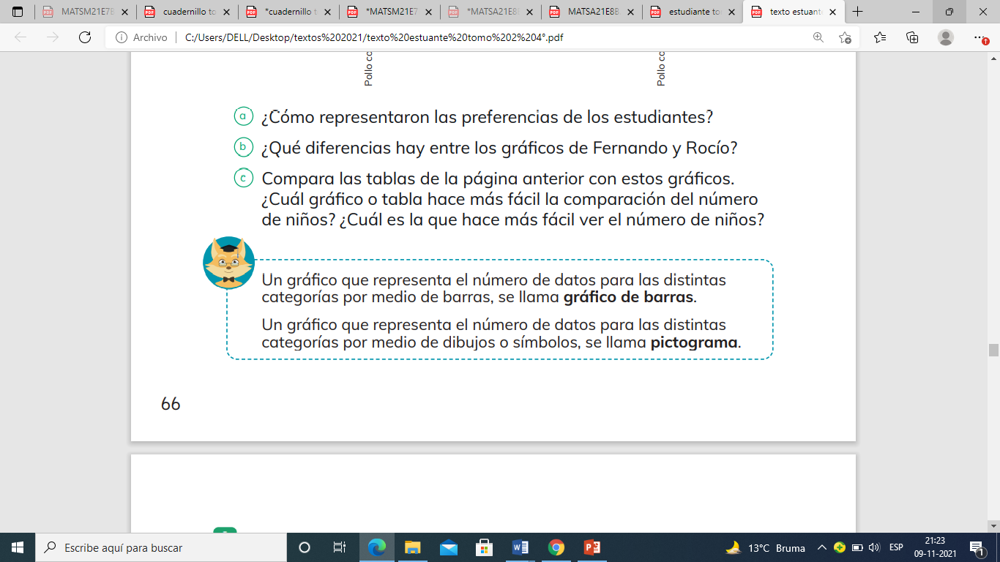 MATSM21E7B
cuadernillo to
*cuadernillo t
*MATSM21E7
*MATSA21E8B
MATSA21E8B
estudiante tom
texto estuante
Archivo
C:/Users/DELL/Desktop/textos%202021/texto%20estuante%20tomo%202%204°.pdf
Pollo co
Pollo co
a ¿Cómo representaron las preferencias de los estudiantes?
b ¿Qué diferencias hay entre los gráficos de Fernando y Rocío?
c Compara las tablas de la página anterior con estos gráficos.
¿Cuál gráfico o tabla hace más fácil la comparación del número
de niños? ¿Cuál es la que hace más fácil ver el número de niños?
Un gráfico que representa el número de datos para las distintas
categorías por medio de barras, se llama gráfico de barras.
Un gráfico que representa el número de datos para las distintas
categorías por medio de dibujos o símbolos, se llama pictograma.
66
Escribe aquí para buscar
13°C Bruma
ESP
21:23
09-11-2021
1